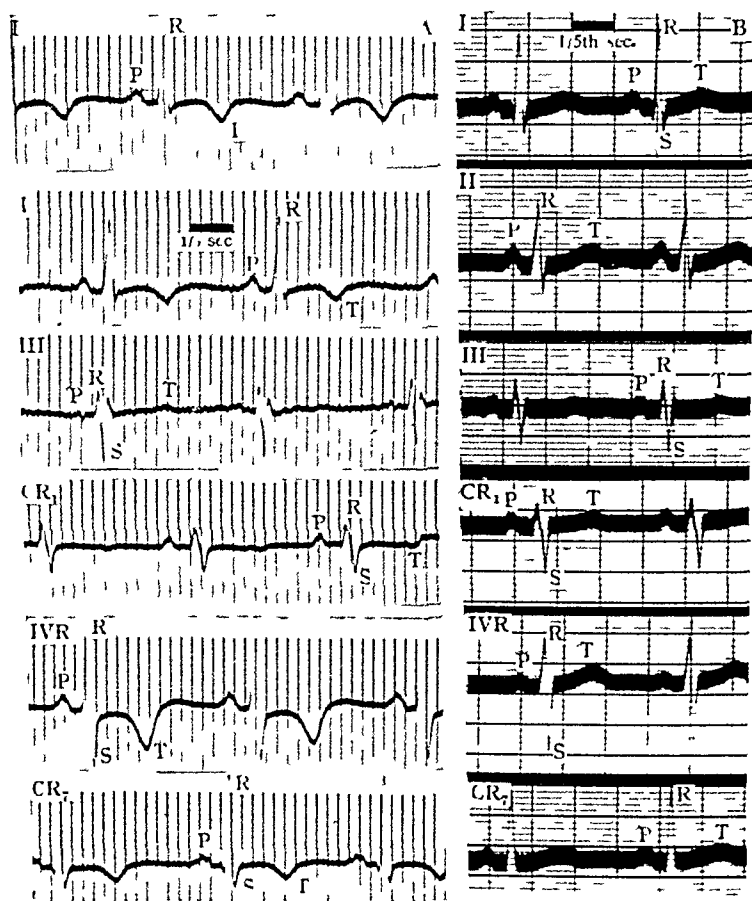 I R A
P
T
R
1/5 sec
P
T
III
R
P T
S
CR₁
R
P
S T
IVR R
P
S T
CR₇ R
P
S T
I 1/5th sec. R B
P T
S
II
R
P T
III
R
P T
S
CR₁ P R T
S
IVR
R T
P
S
CR₇ R
P T